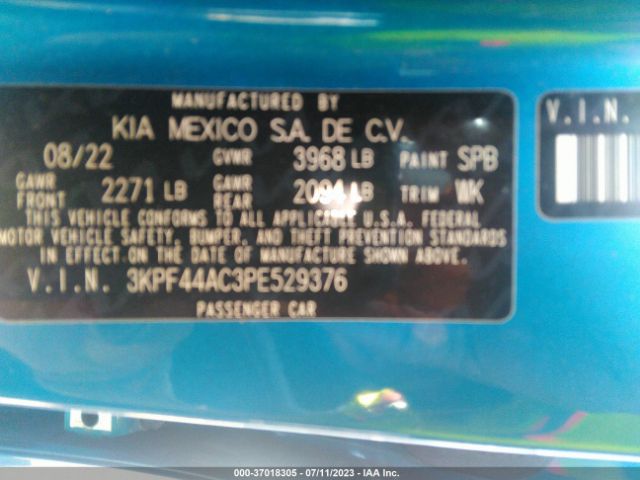 MANUFACTURED BY
KIA MEXICO S.A. DE C.V.
08/22 GVWR 3968 LB PAINT SPB
GAWR FRONT 2271 LB GAWR REAR 2094 LB TRIM WK
THIS VEHICLE CONFORMS TO ALL APPLICABLE U.S.A. FEDERAL
MOTOR VEHICLE SAFETY, BUMPER, AND THEFT PREVENTION STANDARDS
IN EFFECT ON THE DATE OF MANUFACTURE SHOWN ABOVE.
V.I.N. 3KPF44AC3PE529376
PASSENGER CAR
V.I.N.
000-37018305 - 07/11/2023 - IAA Inc.